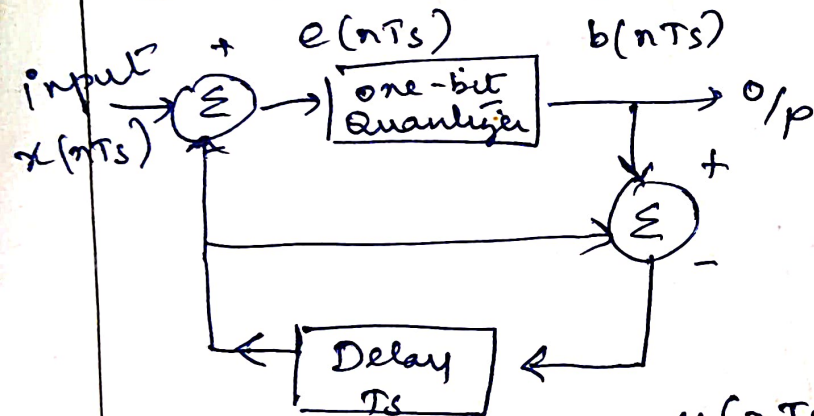 + e(nTs) b(nTs)
input
Σ
one-bit
Quantizer
o/p
x(nTs)
+
Σ
-
Delay
Ts